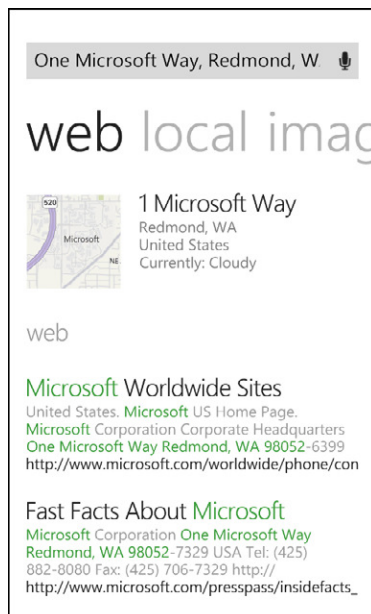 One Microsoft Way, Redmond, W.
web local imag
520
Microsoft
NE
1 Microsoft Way
Redmond, WA
United States
Currently: Cloudy
web
Microsoft Worldwide Sites
United States. Microsoft US Home Page.
Microsoft Corporation Corporate Headquarters
One Microsoft Way Redmond, WA 98052-6399
http://www.microsoft.com/worldwide/phone/con
Fast Facts About Microsoft
Microsoft Corporation One Microsoft Way
Redmond, WA 98052-7329 USA Tel: (425)
882-8080 Fax: (425) 706-7329 http://
http://www.microsoft.com/presspass/insidefacts_